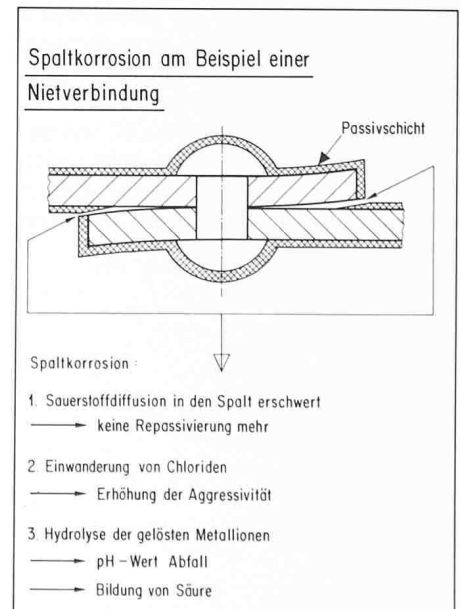 Spaltkorrosion am Beispiel einer
Nietverbindung
Passivschicht
Spaltkorrosion :
1. Sauerstoffdiffusion in den Spalt erschwert
keine Repassivierung mehr
2. Einwanderung von Chloriden
Erhöhung der Aggressivität
3. Hydrolyse der gelösten Metallionen
pH - Wert Abfall
Bildung von Säure